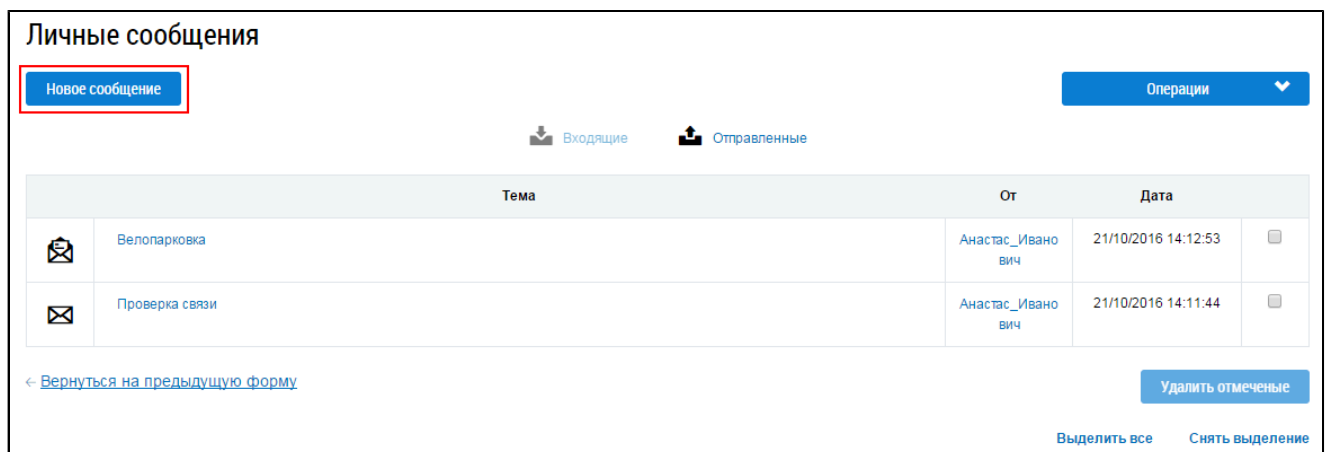 Личные сообщения
Новое сообщение
Операции
Входящие
Отправленные
Тема
От
Дата
Велопарковка
Анастас_Ивано
вич
21/10/2016 14:12:53
Проверка связи
Анастас_Ивано
вич
21/10/2016 14:11:44
← Вернуться на предыдущую форму
Удалить отмеченые
Выделить все
Снять выделение